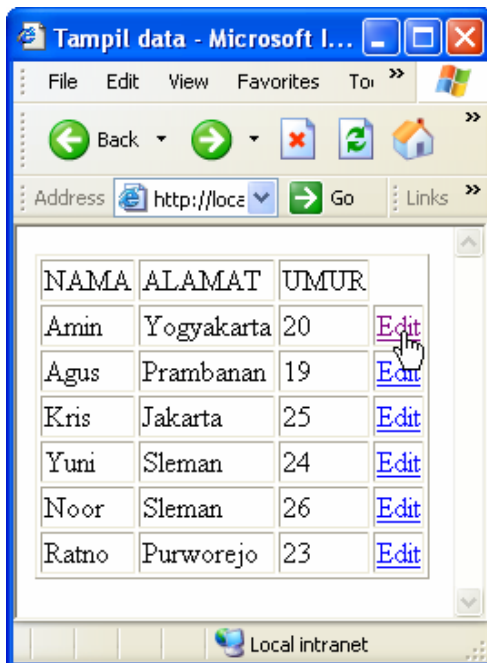 Tampil data - Microsoft I...
File Edit View Favorites
Back
Address http://loca Go Links
NAMA ALAMAT UMUR
Amin Yogyakarta 20 Edit
Agus Prambanan 19 Edit
Kris Jakarta 25 Edit
Yuni Sleman 24 Edit
Noor Sleman 26 Edit
Ratno Purworejo 23 Edit
Local intranet